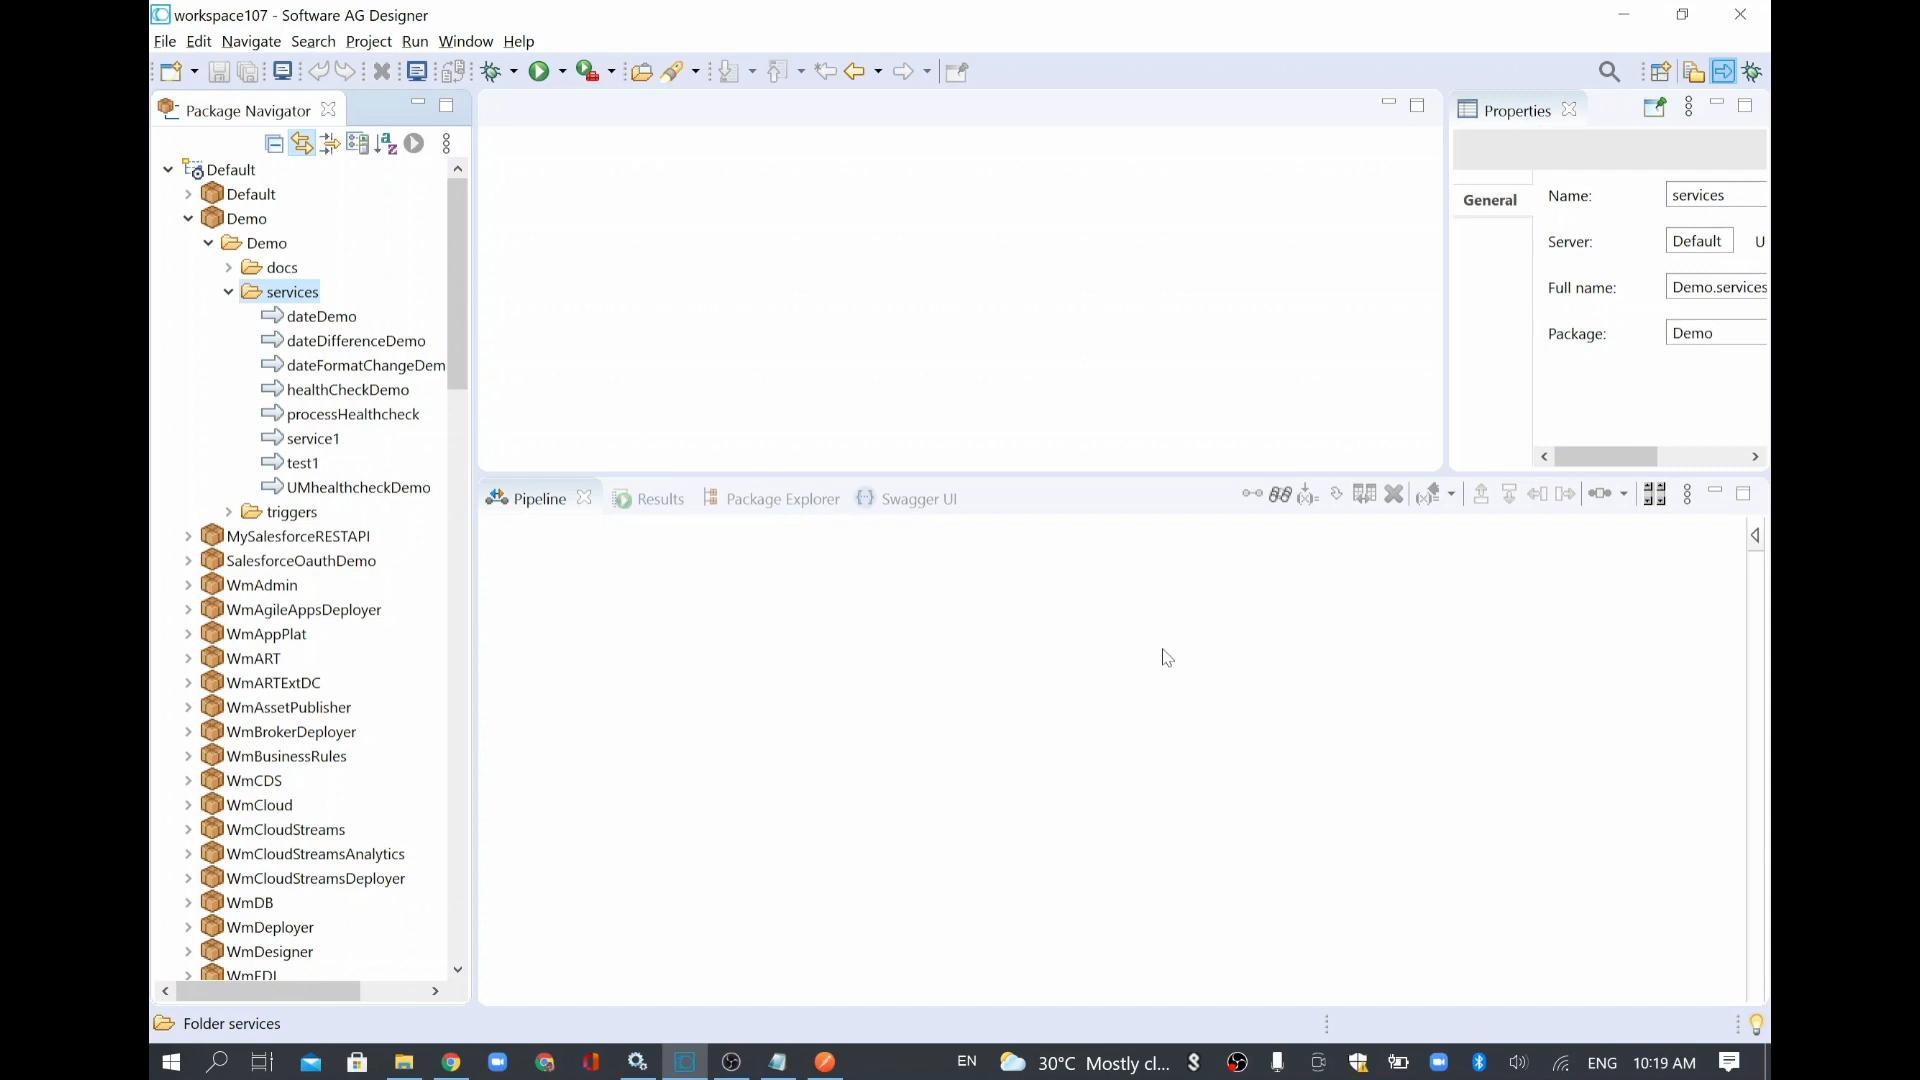 workspace107 - Software AG Designer
File Edit Navigate Search Project Run Window Help
Package Navigator
Default
Default
Demo
Demo
docs
services
dateDemo
dateDifferenceDemo
dateFormatChangeDem
healthCheckDemo
processHealthcheck
service1
test1
UMhealthcheckDemo
triggers
MySalesforceRESTAPI
SalesforceOauthDemo
WmAdmin
WmAgileAppsDeployer
WmAppPlat
WmART
WmARTExtDC
WmAssetPublisher
WmBrokerDeployer
WmBusinessRules
WmCDS
WmCloud
WmCloudStreams
WmCloudStreamsAnalytics
WmCloudStreamsDeployer
WmDB
WmDeployer
WmDesigner
WmEDI
Properties
General
Name: services
Server: Default U
Full name: Demo.services
Package: Demo
Pipeline Results Package Explorer Swagger UI
Folder services
EN 30°C Mostly cl... ENG 10:19 AM